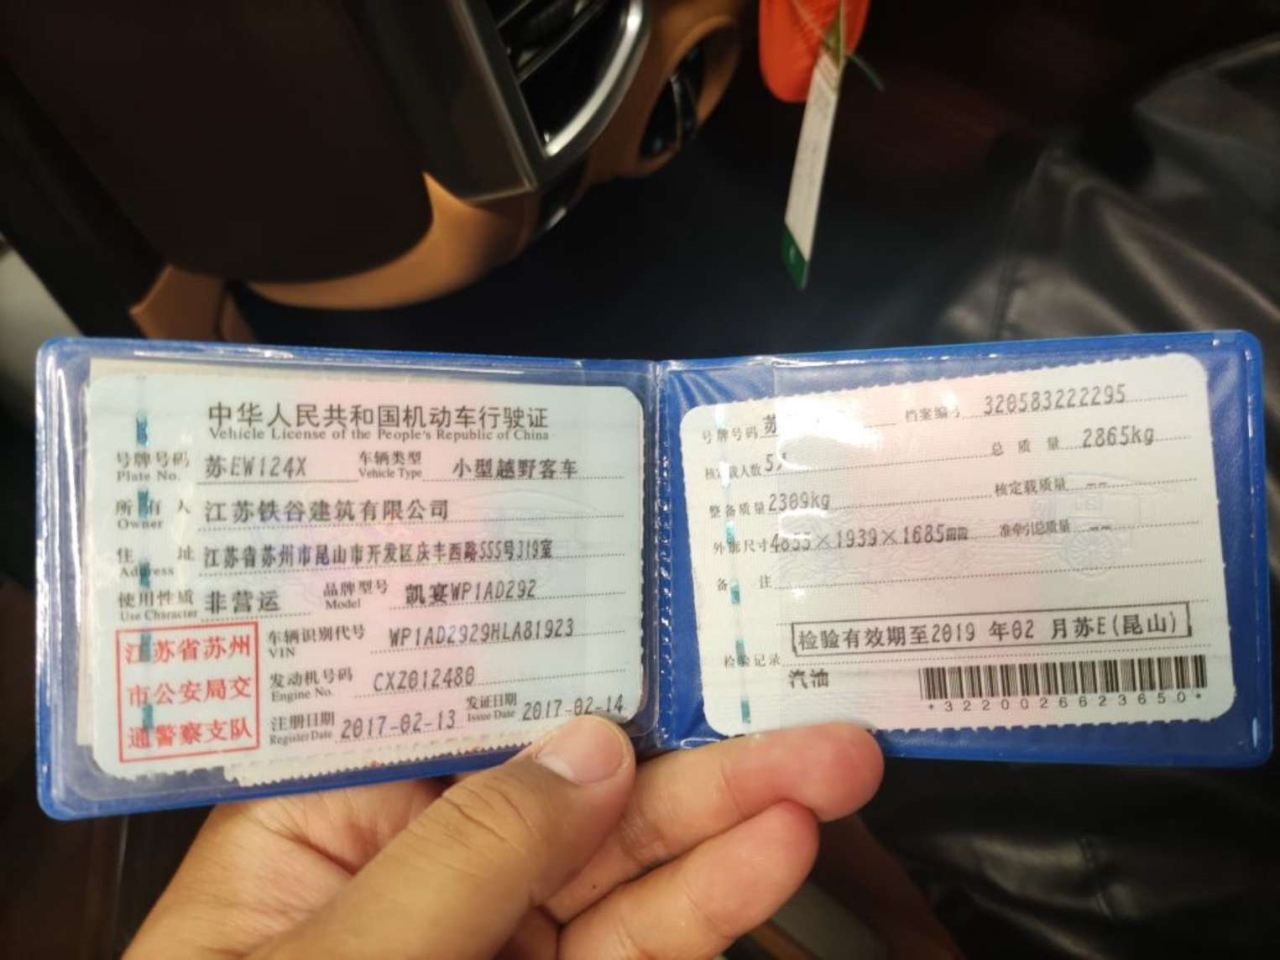 中华人民共和国机动车行驶证
Vehicle License of the People's Republic of China
号牌号码 苏EW124X 车辆类型 小型越野客车
Plate No. Vehicle Type
所有人 江苏铁谷建筑有限公司
Owner
住址 江苏省苏州市昆山市开发区庆丰西路555号319室
Address
使用性质 非营运 品牌型号 凯宴WP1AD292
Use Character Model
江苏省苏州
市公安局交
通警察支队
车辆识别代号 WP1AD2929HLA81923
VIN
发动机号码 CXZ012480
Engine No.
注册日期 2017-02-13 发证日期 2017-02-14
Register Date Issue Date
号牌号码 苏 档案编号 320583222295
核定载人数 5人 总质量 2865kg
整备质量 2309kg 核定载质量 --
外廓尺寸 4855×1939×1685mm 准牵引总质量 --
备注
检验有效期至2019 年02 月苏E(昆山)
检验记录
汽油
*3220026623650*